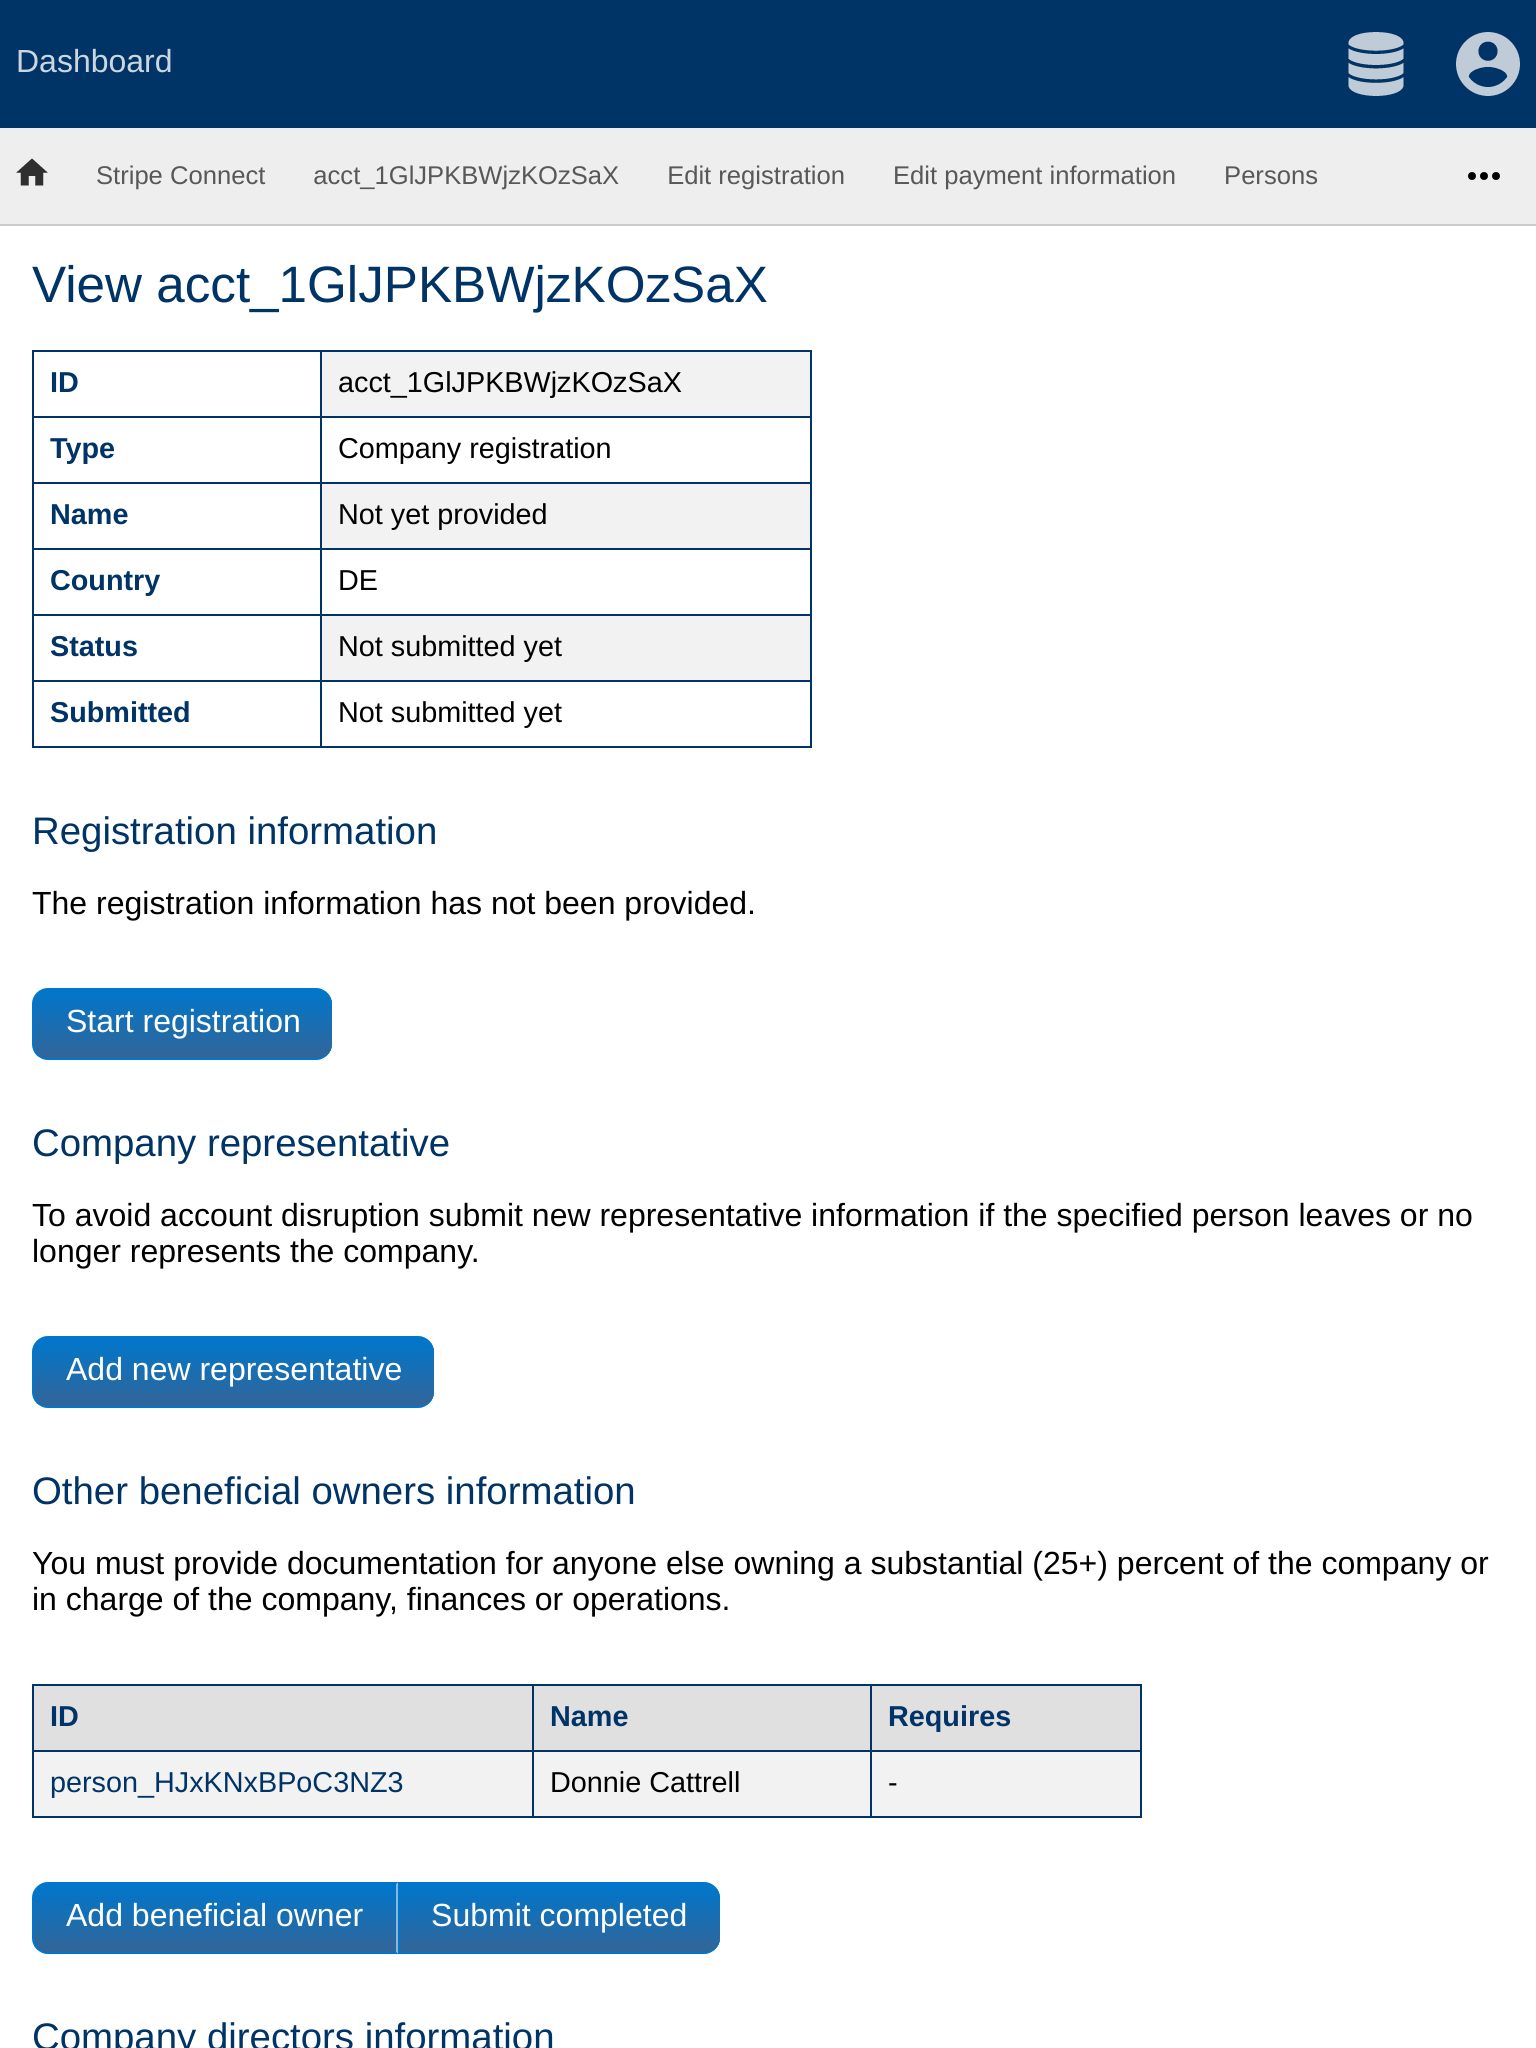 Dashboard
Stripe Connect acct_1GlJPKBWjzKOzSaX Edit registration Edit payment information Persons
View acct_1GlJPKBWjzKOzSaX
ID acct_1GlJPKBWjzKOzSaX
Type Company registration
Name Not yet provided
Country DE
Status Not submitted yet
Submitted Not submitted yet
Registration information
The registration information has not been provided.
Start registration
Company representative
To avoid account disruption submit new representative information if the specified person leaves or no
longer represents the company.
Add new representative
Other beneficial owners information
You must provide documentation for anyone else owning a substantial (25+) percent of the company or
in charge of the company, finances or operations.
ID Name Requires
person_HJxKNxBPoC3NZ3 Donnie Cattrell -
Add beneficial owner Submit completed
Company directors information